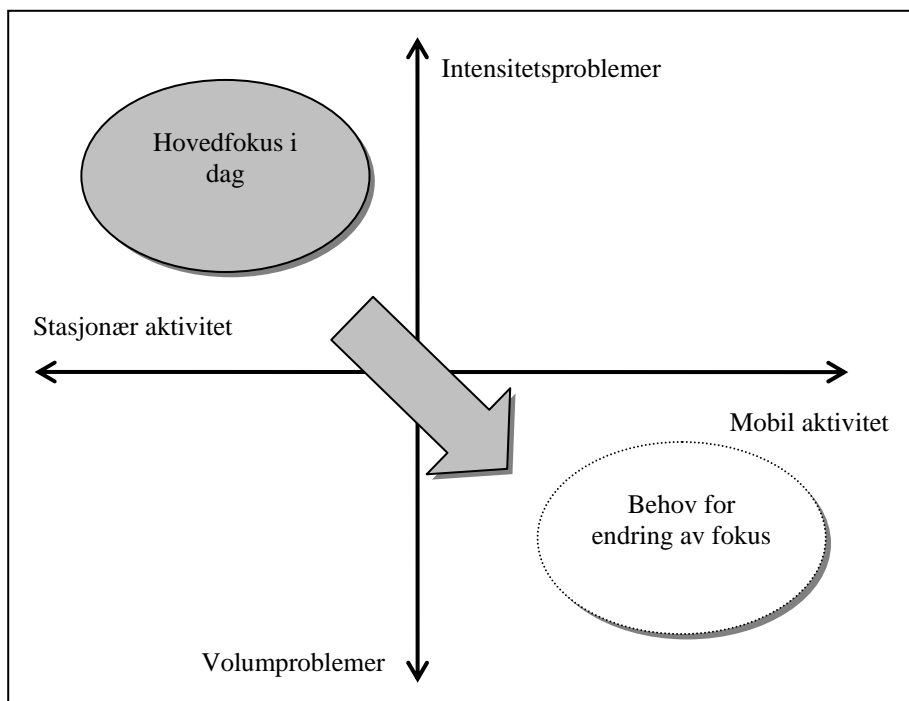 Intensitetsproblemer
Hovedfokus i
dag
Stasjonær aktivitet
Mobil aktivitet
Behov for
endring av fokus
Volumproblemer